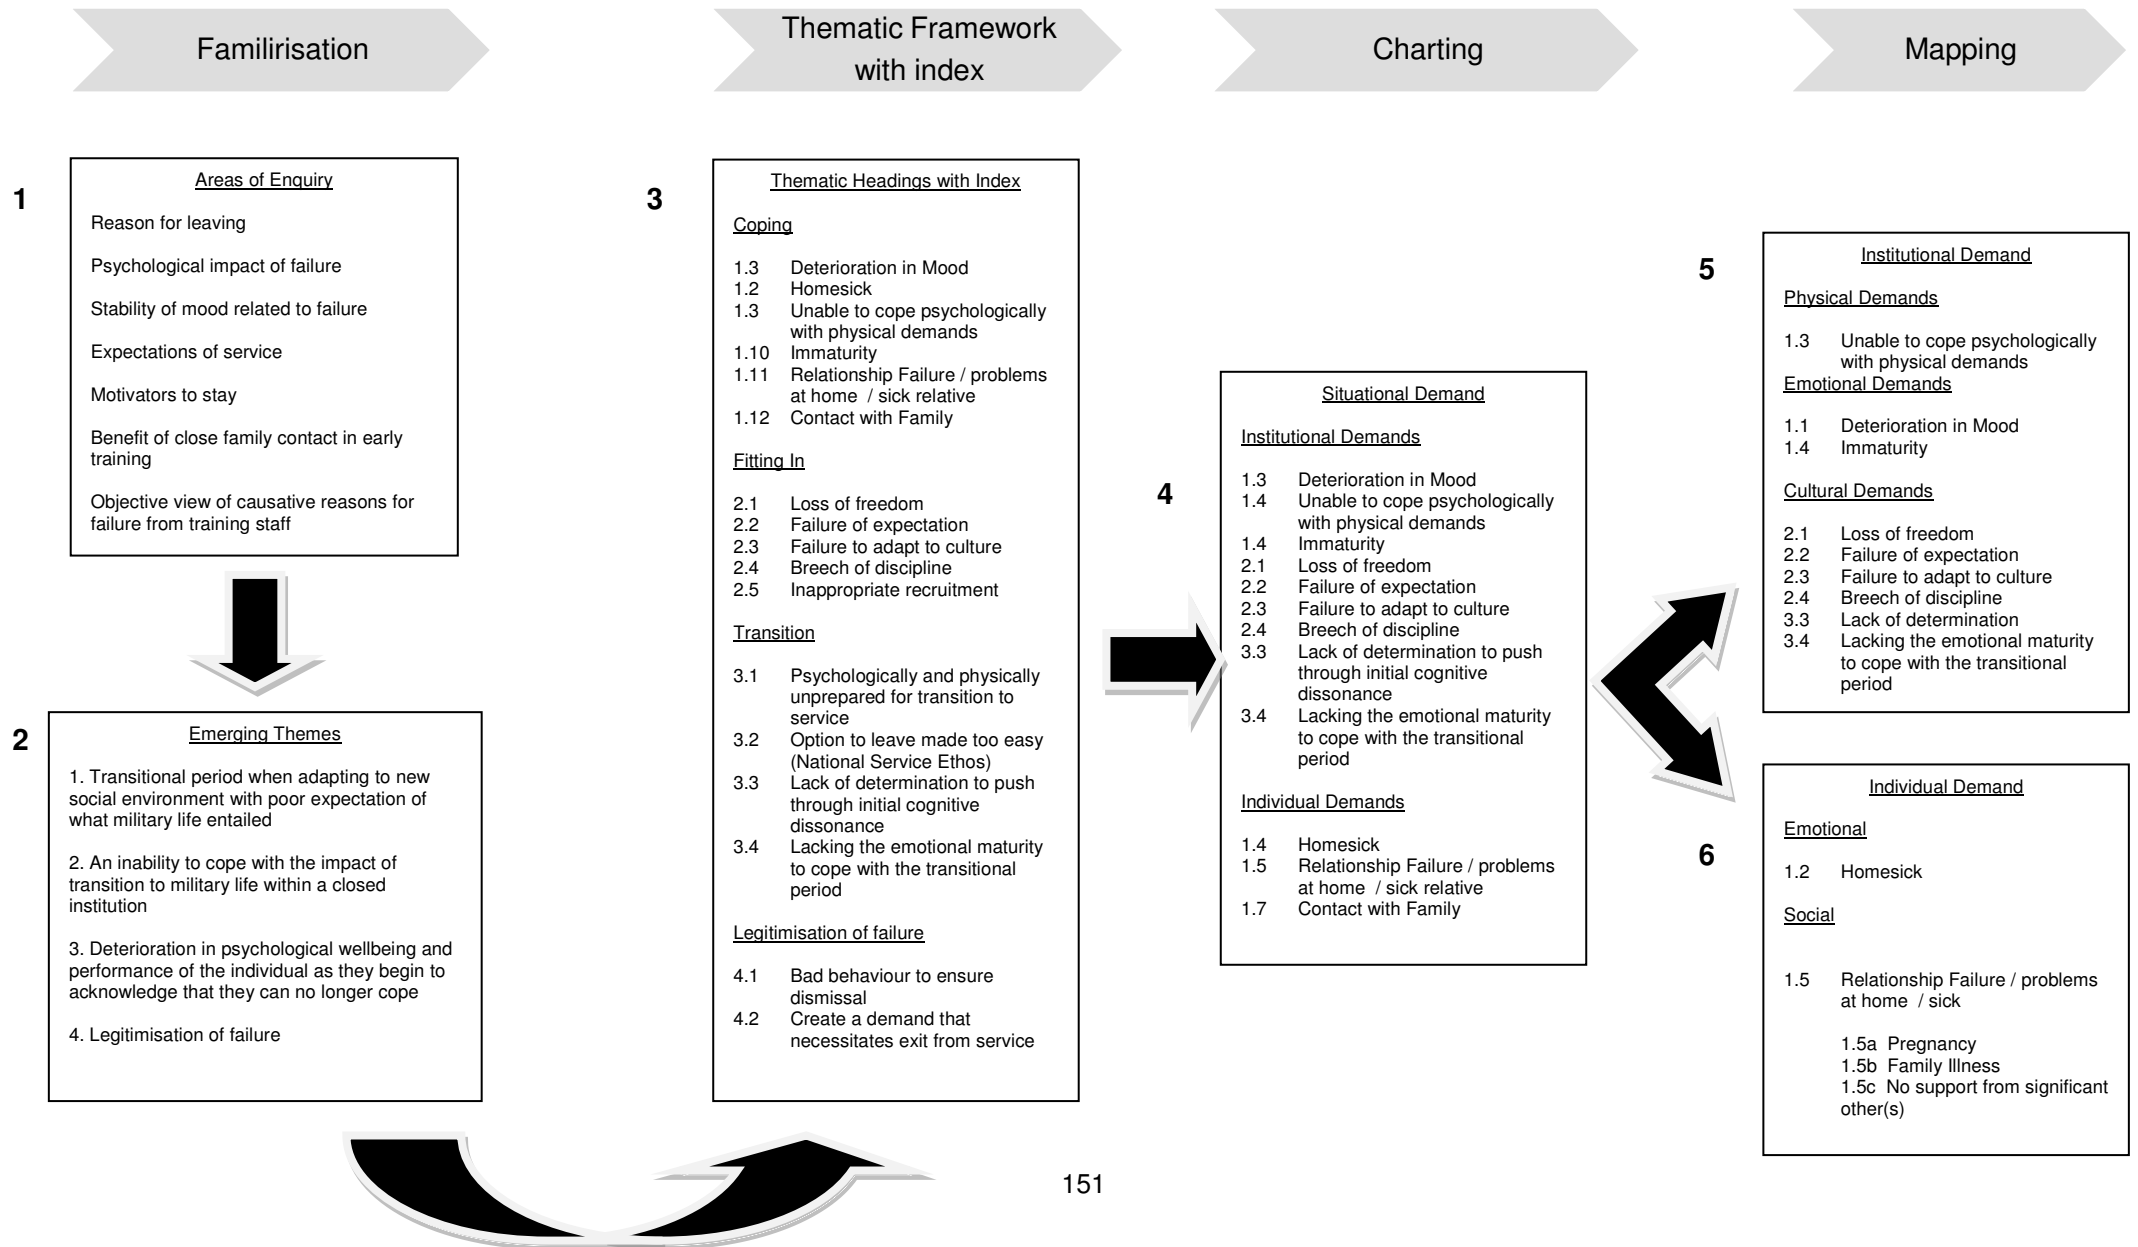 Familirisation
Thematic Framework
with index
Charting
Mapping
1
Areas of Enquiry
Reason for leaving
Psychological impact of failure
Stability of mood related to failure
Expectations of service
Motivators to stay
Benefit of close family contact in early
training
Objective view of causative reasons for
failure from training staff
2
Emerging Themes
1. Transitional period when adapting to new
social environment with poor expectation of
what military life entailed
2. An inability to cope with the impact of
transition to military life within a closed
institution
3. Deterioration in psychological wellbeing and
performance of the individual as they begin to
acknowledge that they can no longer cope
4. Legitimisation of failure
3
Thematic Headings with Index
Coping
1.3 Deterioration in Mood
1.2 Homesick
1.3 Unable to cope psychologically
with physical demands
1.10 Immaturity
1.11 Relationship Failure / problems
at home / sick relative
1.12 Contact with Family
Fitting In
2.1 Loss of freedom
2.2 Failure of expectation
2.3 Failure to adapt to culture
2.4 Breech of discipline
2.5 Inappropriate recruitment
Transition
3.1 Psychologically and physically
unprepared for transition to
service
3.2 Option to leave made too easy
(National Service Ethos)
3.3 Lack of determination to push
through initial cognitive
dissonance
3.4 Lacking the emotional maturity
to cope with the transitional
period
Legitimisation of failure
4.1 Bad behaviour to ensure
dismissal
4.2 Create a demand that
necessitates exit from service
4
Situational Demand
Institutional Demands
1.3 Deterioration in Mood
1.4 Unable to cope psychologically
with physical demands
1.4 Immaturity
2.1 Loss of freedom
2.2 Failure of expectation
2.3 Failure to adapt to culture
2.4 Breech of discipline
3.3 Lack of determination to push
through initial cognitive
dissonance
3.4 Lacking the emotional maturity
to cope with the transitional
period
Individual Demands
1.4 Homesick
1.5 Relationship Failure / problems
at home / sick relative
1.7 Contact with Family
5
Institutional Demand
Physical Demands
1.3 Unable to cope psychologically
with physical demands
Emotional Demands
1.1 Deterioration in Mood
1.4 Immaturity
Cultural Demands
2.1 Loss of freedom
2.2 Failure of expectation
2.3 Failure to adapt to culture
2.4 Breech of discipline
3.3 Lack of determination
3.4 Lacking the emotional maturity
to cope with the transitional
period
6
Individual Demand
Emotional
1.2 Homesick
Social
1.5 Relationship Failure / problems
at home / sick
1.5a Pregnancy
1.5b Family Illness
1.5c No support from significant
other(s)
151